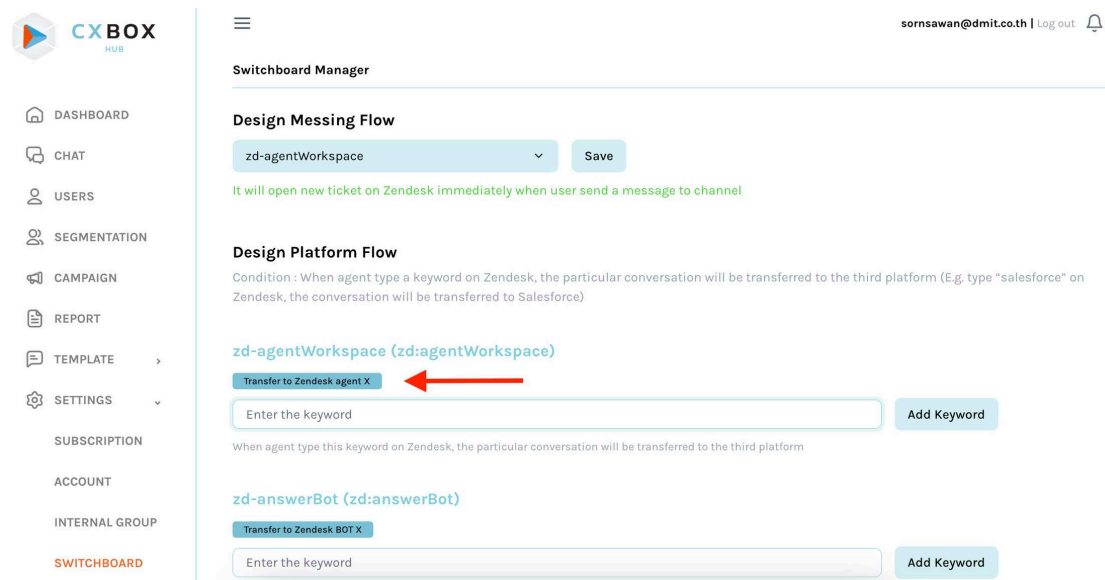 CXBOX
HUB
sornsawan@dmit.co.th | Log out
Switchboard Manager
DASHBOARD
CHAT
USERS
SEGMENTATION
CAMPAIGN
REPORT
TEMPLATE
SETTINGS
SUBSCRIPTION
ACCOUNT
INTERNAL GROUP
SWITCHBOARD
Design Messing Flow
zd-agentWorkspace
Save
It will open new ticket on Zendesk immediately when user send a message to channel
Design Platform Flow
Condition : When agent type a keyword on Zendesk, the particular conversation will be transferred to the third platform (E.g. type “salesforce” on
Zendesk, the conversation will be transferred to Salesforce)
zd-agentWorkspace (zd:agentWorkspace)
Transfer to Zendesk agent X
Enter the keyword
Add Keyword
When agent type this keyword on Zendesk, the particular conversation will be transferred to the third platform
zd-answerBot (zd:answerBot)
Transfer to Zendesk BOT X
Enter the keyword
Add Keyword